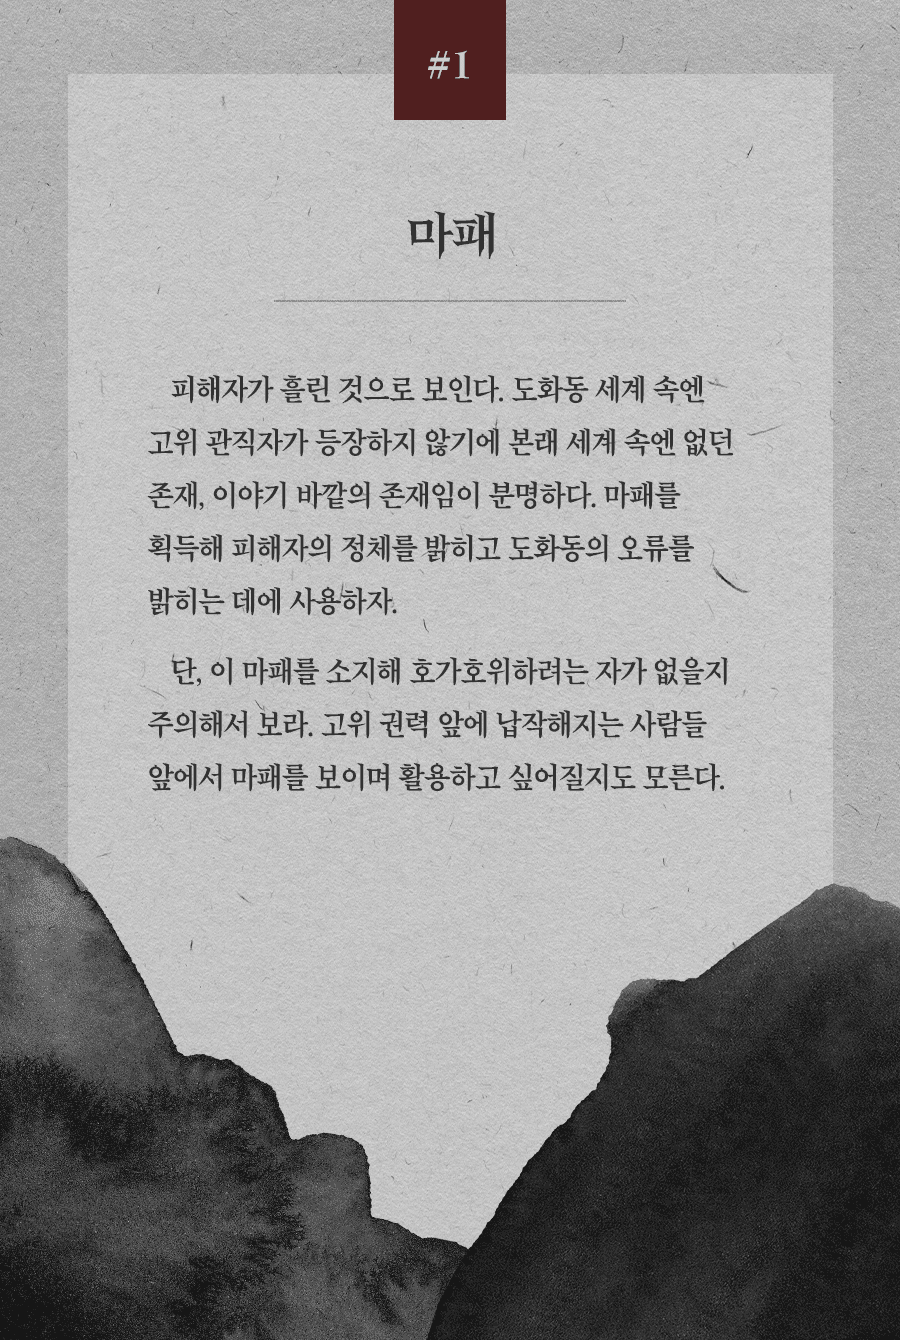 #1
마패
피해자가 흘린 것으로 보인다. 도화동 세계 속엔
고위 관직자가 등장하지 않기에 본래 세계 속엔 없던
존재, 이야기 바깥의 존재임이 분명하다. 마패를
획득해 피해자의 정체를 밝히고 도화동의 오류를
밝히는 데에 사용하자.
단, 이 마패를 소지해 호가호위하려는 자가 없을지
주의해서 보라. 고위 권력 앞에 납작해지는 사람들
앞에서 마패를 보이며 활용하고 싶어질지도 모른다.